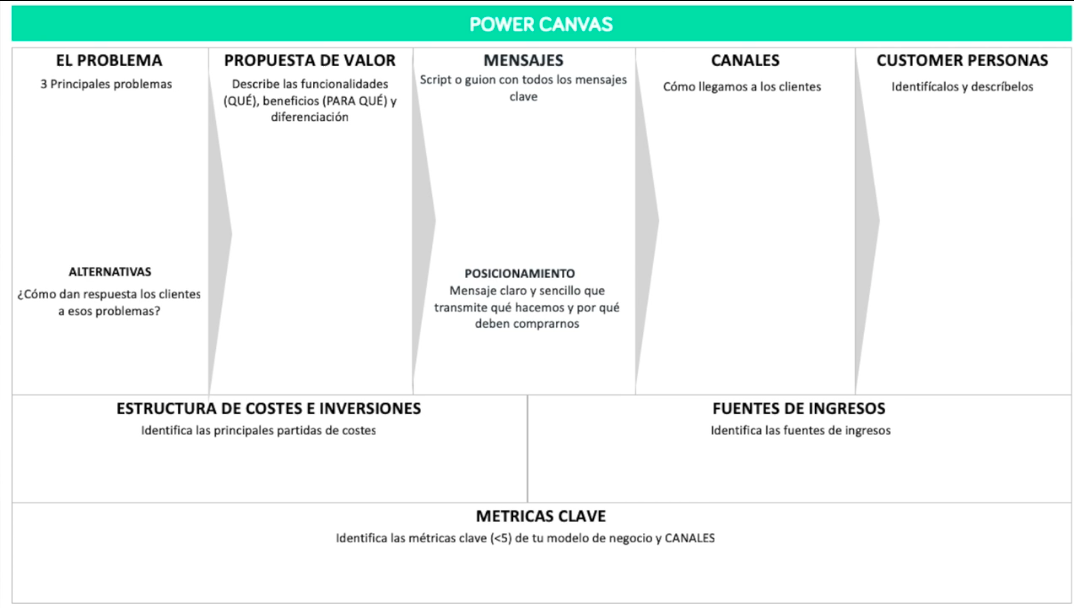 POWER CANVAS
EL PROBLEMA
3 Principales problemas
ALTERNATIVAS
¿Cómo dan respuesta los clientes
a esos problemas?
PROPUESTA DE VALOR
Describe las funcionalidades
(QUÉ), beneficios (PARA QUÉ) y
diferenciación
MENSAJES
Script o guion con todos los mensajes
clave
POSICIONAMIENTO
Mensaje claro y sencillo que
transmite qué hacemos y por qué
deben comprarnos
CANALES
Cómo llegamos a los clientes
CUSTOMER PERSONAS
Identifícalos y descríbelos
ESTRUCTURA DE COSTES E INVERSIONES
Identifica las principales partidas de costes
FUENTES DE INGRESOS
Identifica las fuentes de ingresos
METRICAS CLAVE
Identifica las métricas clave (<5) de tu modelo de negocio y CANALES